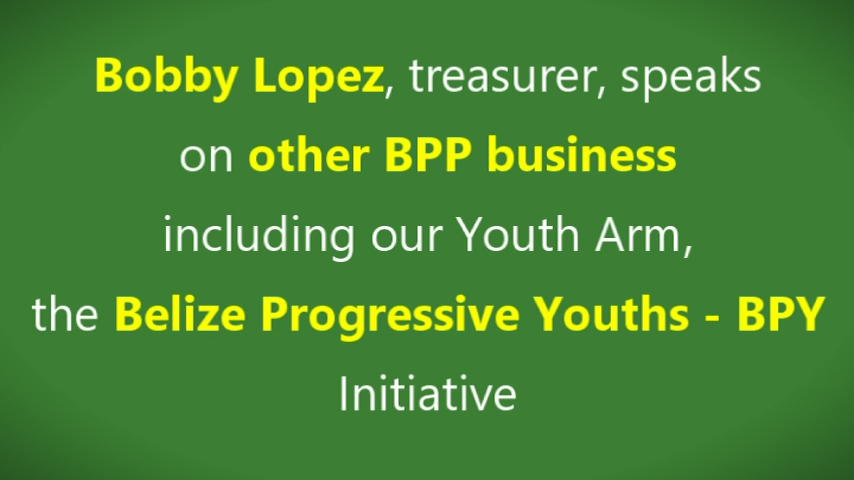 Bobby Lopez, treasurer, speaks
on other BPP business
including our Youth Arm,
the Belize Progressive Youths - BPY
Initiative